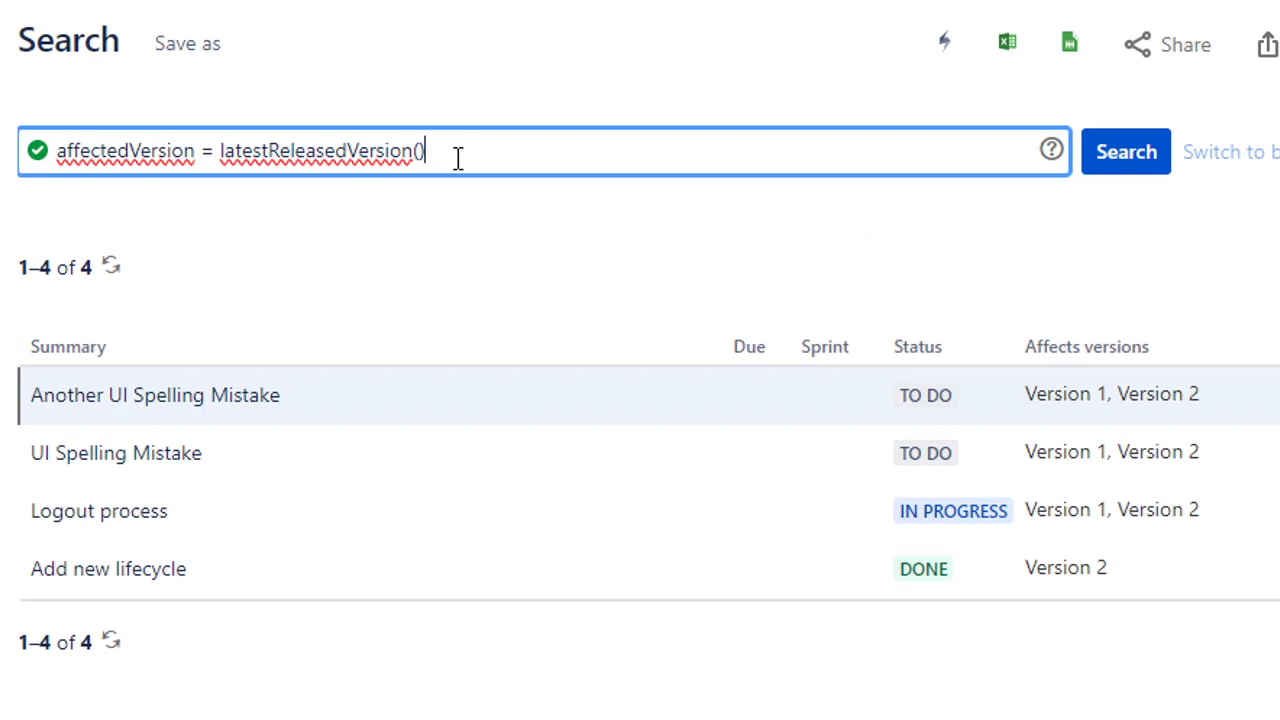 Search Save as Share
affectedVersion = latestReleasedVersion() Search Switch to b
1–4 of 4
Summary Due Sprint Status Affects versions
Another UI Spelling Mistake TO DO Version 1, Version 2
UI Spelling Mistake TO DO Version 1, Version 2
Logout process IN PROGRESS Version 1, Version 2
Add new lifecycle DONE Version 2
1–4 of 4